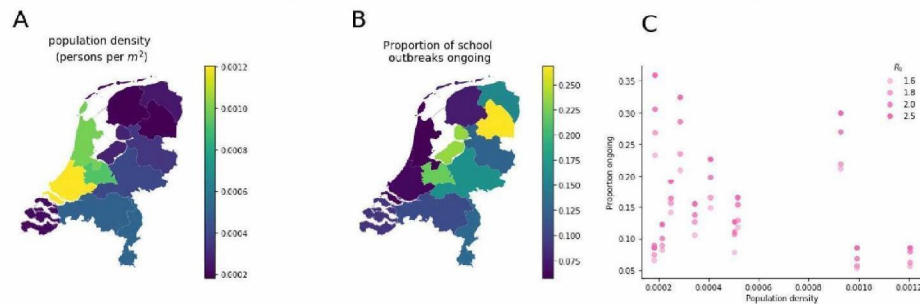 A
population density
(persons per m²)
0.0012
0.0010
0.0008
0.0006
0.0004
0.0002
B
Proportion of school
outbreaks ongoing
0.250
0.225
0.200
0.175
0.150
0.125
0.100
0.075
C
Proportion ongoing
0.35
0.30
0.25
0.20
0.15
0.10
0.05
R₀
1.6
1.8
2.0
2.5
0.0002 0.0004 0.0006 0.0008 0.0010 0.0012
Population density